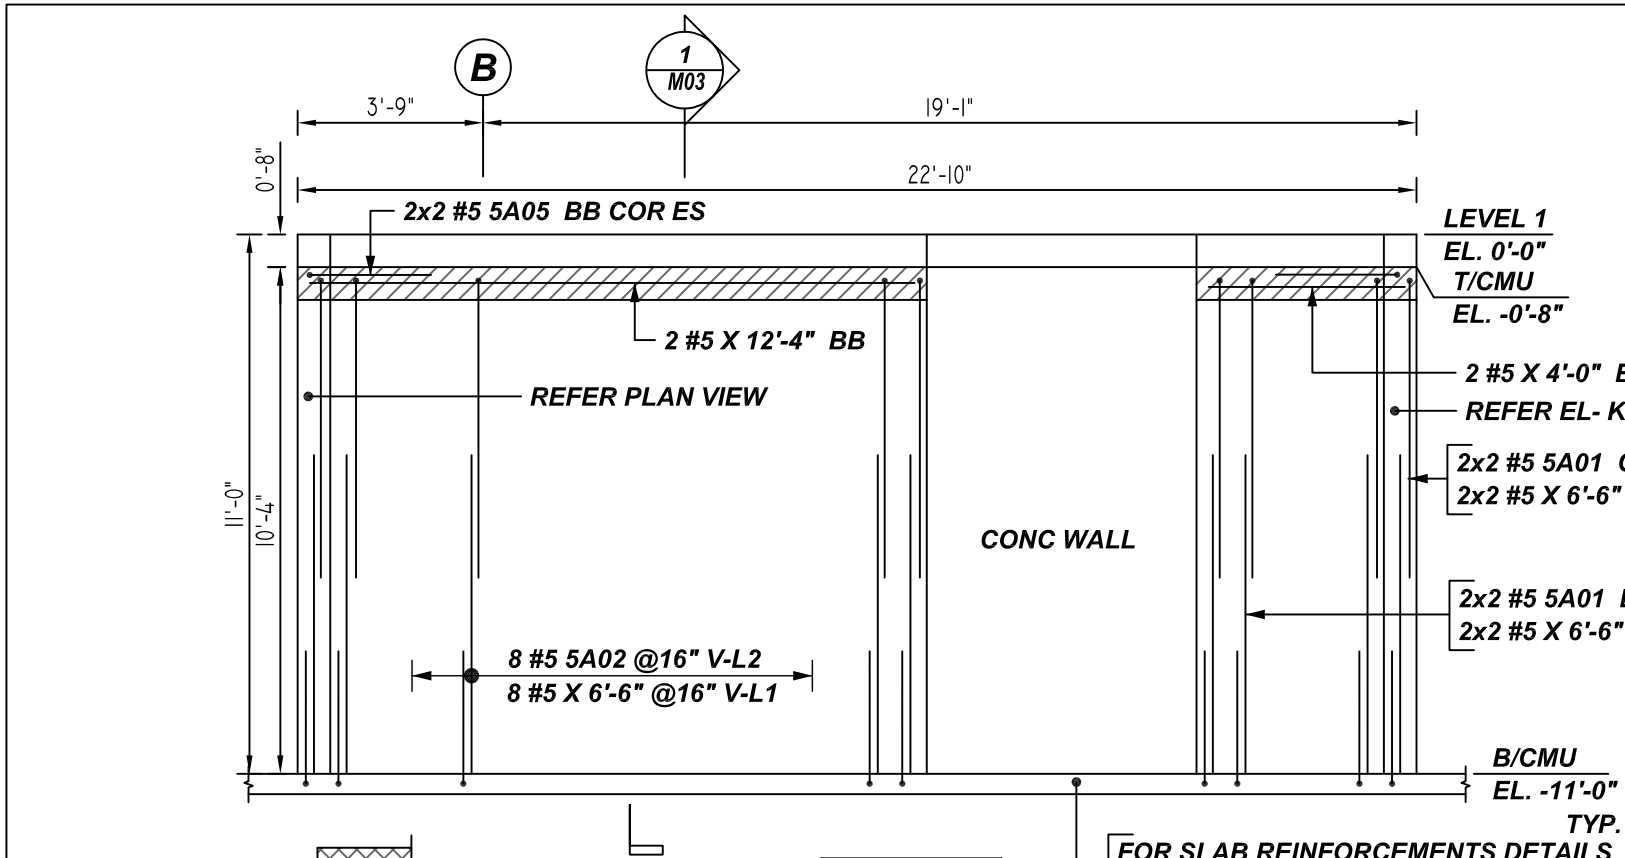 B
1
M03
3'-9"
19'-1"
0'-8"
22'-10"
2x2 #5 5A05 BB COR ES
LEVEL 1
EL. 0'-0"
T/CMU
EL. -0'-8"
2 #5 X 12'-4" BB
2 #5 X 4'-0"
REFER PLAN VIEW
REFER EL- K
2x2 #5 5A01
2x2 #5 X 6'-6"
11'-0"
10'-4"
CONC WALL
2x2 #5 5A01
2x2 #5 X 6'-6"
8 #5 5A02 @16" V-L2
8 #5 X 6'-6" @16" V-L1
B/CMU
EL. -11'-0"
TYP.
FOR SLAB REINFORCEMENTS DETAILS